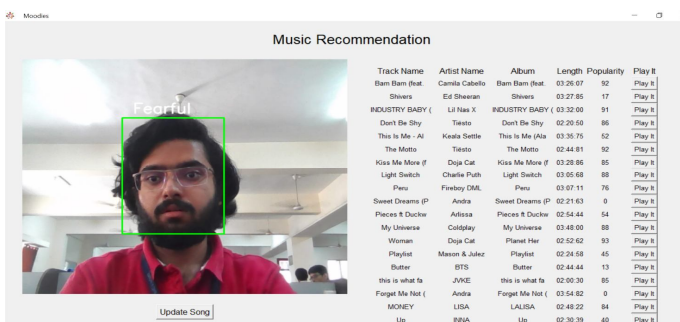 Moodies
Music Recommendation
Fearful
Update Song
Track Name Artist Name Album Length Popularity Play It
Bam Bam (feat. Camila Cabello Bam Bam (feat. 03:26:07 92 Play It
Shivers Ed Sheeran Shivers 03:27:85 17 Play It
INDUSTRY BABY ( Lil Nas X INDUSTRY BABY ( 03:32:00 91 Play It
Don't Be Shy Tiësto Don't Be Shy 02:20:50 86 Play It
This Is Me - Al Keala Settle This Is Me (Ala 03:35:75 52 Play It
The Motto Tiësto The Motto 02:44:81 92 Play It
Kiss Me More (f Doja Cat Kiss Me More (f 03:28:86 85 Play It
Light Switch Charlie Puth Light Switch 03:05:68 88 Play It
Peru Fireboy DML Peru 03:07:11 76 Play It
Sweet Dreams (P Andra Sweet Dreams (P 02:21:63 0 Play It
Pieces ft Duckw Arlissa Pieces ft Duckw 02:54:44 54 Play It
My Universe Coldplay My Universe 03:48:00 88 Play It
Woman Doja Cat Planet Her 02:52:62 93 Play It
Playlist Mason & Julez Playlist 02:24:58 45 Play It
Butter BTS Butter 02:44:44 13 Play It
this is what fa JVKE this is what fa 02:00:30 85 Play It
Forget Me Not ( Andra Forget Me Not ( 03:54:82 0 Play It
MONEY LISA LALISA 02:48:22 84 Play It
Up INNA Up 02:30:39 40 Play It